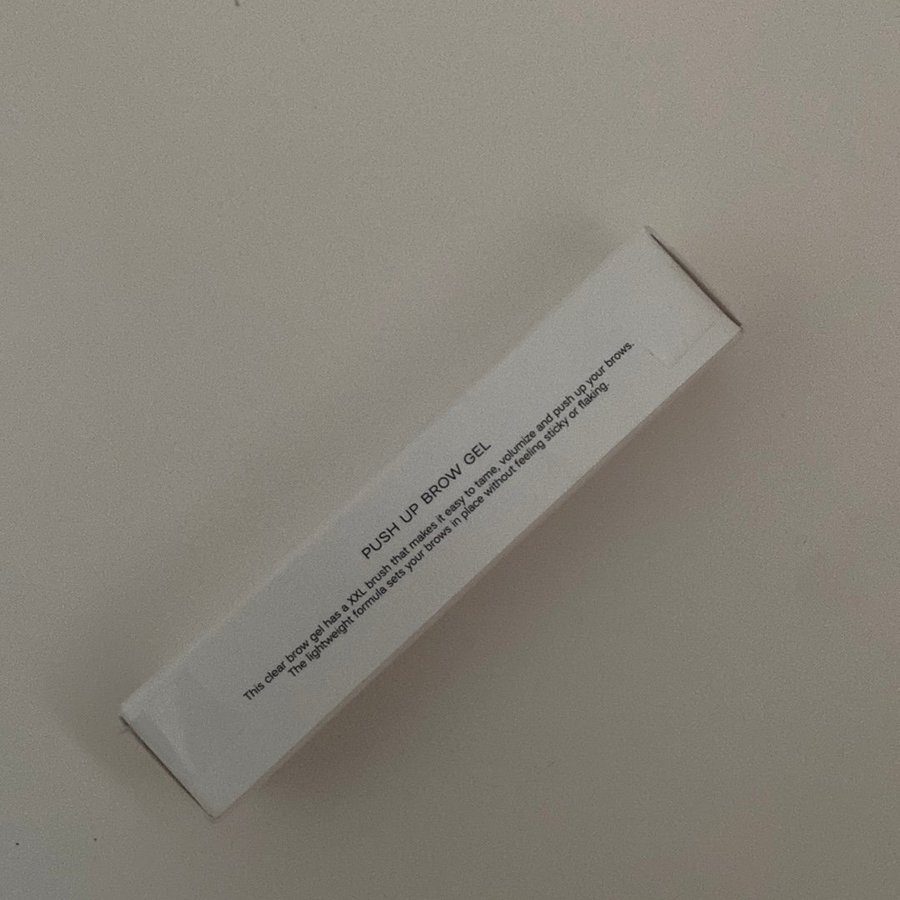 PUSH UP BROW GEL
This clear brow gel has a XXL brush that makes it easy to tame, volumize and push up your brows.
The lightweight formula sets your brows in place without feeling sticky or flaking.